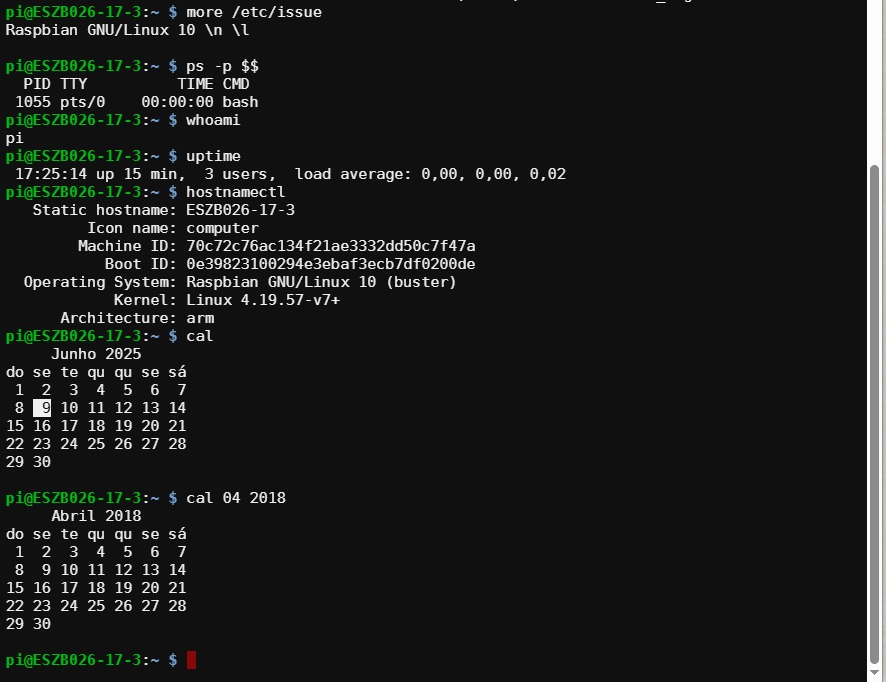 pi@ESZB026-17-3:~ $ more /etc/issue
Raspbian GNU/Linux 10 \n \l
pi@ESZB026-17-3:~ $ ps -p $$
  PID TTY          TIME CMD
 1055 pts/0    00:00:00 bash
pi@ESZB026-17-3:~ $ whoami
pi
pi@ESZB026-17-3:~ $ uptime
 17:25:14 up 15 min,  3 users,  load average: 0,00, 0,00, 0,02
pi@ESZB026-17-3:~ $ hostnamectl
   Static hostname: ESZB026-17-3
         Icon name: computer
        Machine ID: 70c72c76ac134f21ae3332dd50c7f47a
           Boot ID: 0e39823100294e3ebaf3ecb7df0200de
  Operating System: Raspbian GNU/Linux 10 (buster)
            Kernel: Linux 4.19.57-v7+
      Architecture: arm
pi@ESZB026-17-3:~ $ cal
     Junho 2025
do se te qu qu se sá
 1  2  3  4  5  6  7
 8  9 10 11 12 13 14
15 16 17 18 19 20 21
22 23 24 25 26 27 28
29 30
pi@ESZB026-17-3:~ $ cal 04 2018
     Abril 2018
do se te qu qu se sá
 1  2  3  4  5  6  7
 8  9 10 11 12 13 14
15 16 17 18 19 20 21
22 23 24 25 26 27 28
29 30
pi@ESZB026-17-3:~ $